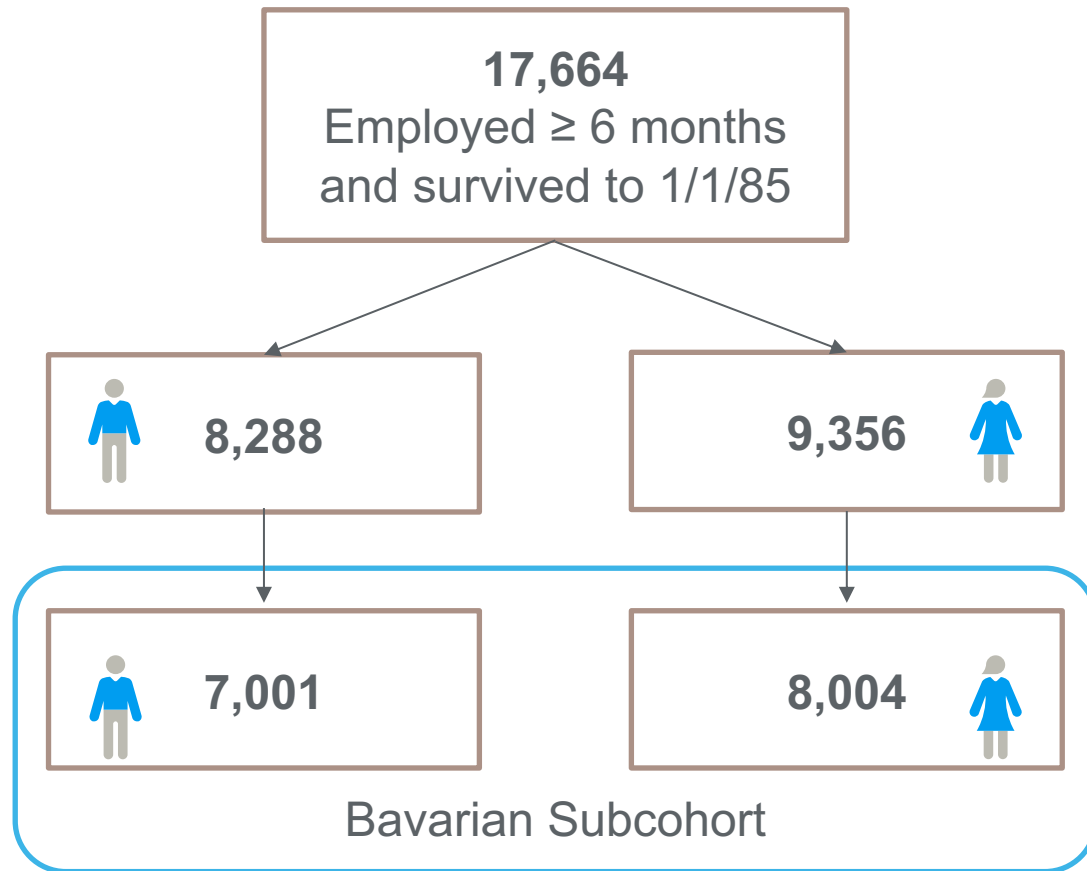 17,664
Employed ≥ 6 months
and survived to 1/1/85
8,288
9,356
7,001
8,004
Bavarian Subcohort